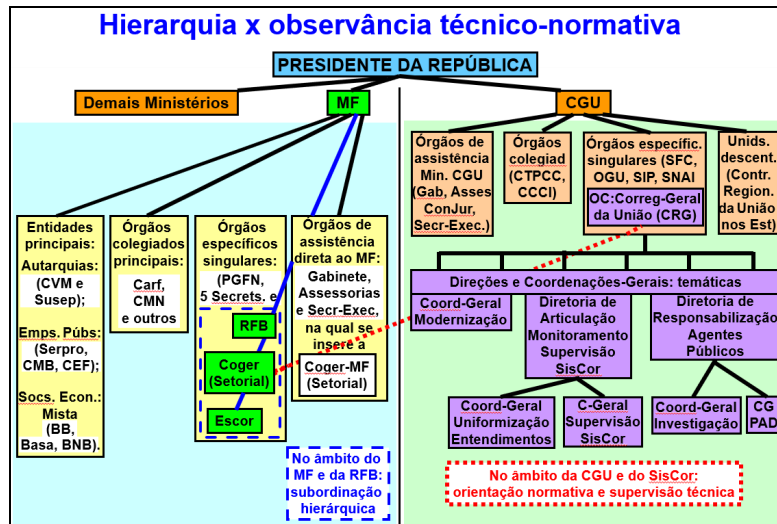 Hierarquia x observância técnico-normativa
PRESIDENTE DA REPÚBLICA
Demais Ministérios
MF
CGU
Entidades
principais:
Autarquias:
(CVM e
Susep);
Emps. Púbs:
(Serpro,
CMB, CEF);
Socs. Econ.:
Mista
(BB,
Basa, BNB).
Órgãos
colegiados
principais:
Carf,
CMN
e outros
Órgãos
específicos
singulares:
(PGFN,
5 Secrets. e
RFB
Coger
(Setorial)
Escor
Órgãos de
assistência
direta ao MF:
Gabinete,
Assessorias
e Secr-Exec,
na qual se
insere a
Coger-MF
(Setorial)
No âmbito do
MF e da RFB:
subordinação
hierárquica
Órgãos de
assistência
Min. CGU
(Gab, Asses
ConJur,
Secr-Exec.)
Órgãos
colegiad
(CTPCC,
CCCI)
Órgãos específic.
singulares (SFC,
OGU, SIP, SNAI
OC:Correg-Geral
da União (CRG)
Unids.
descent.
(Contr.
Region.
da União
nos Est)
Direções e Coordenações-Gerais: temáticas
Coord-Geral
Modernização
Diretoria de
Articulação
Monitoramento
Supervisão
SisCor
Diretoria de
Responsabilização
Agentes
Públicos
Coord-Geral
Uniformização
Entendimentos
C-Geral
Supervisão
SisCor
Coord-Geral
Investigação
CG
PAD
No âmbito da CGU e do SisCor:
orientação normativa e supervisão técnica